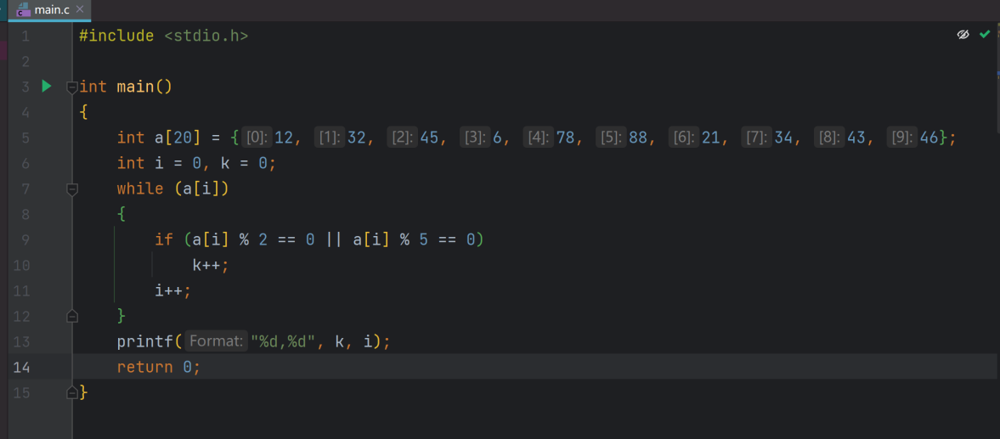 main.c ×
1 #include <stdio.h>
2
3 int main()
4 {
5 int a[20] = {[0]: 12, [1]: 32, [2]: 45, [3]: 6, [4]: 78, [5]: 88, [6]: 21, [7]: 34, [8]: 43, [9]: 46};
6 int i = 0, k = 0;
7 while (a[i])
8 {
9 if (a[i] % 2 == 0 || a[i] % 5 == 0)
10 k++;
11 i++;
12 }
13 printf( Format: "%d,%d", k, i);
14 return 0;
15 }